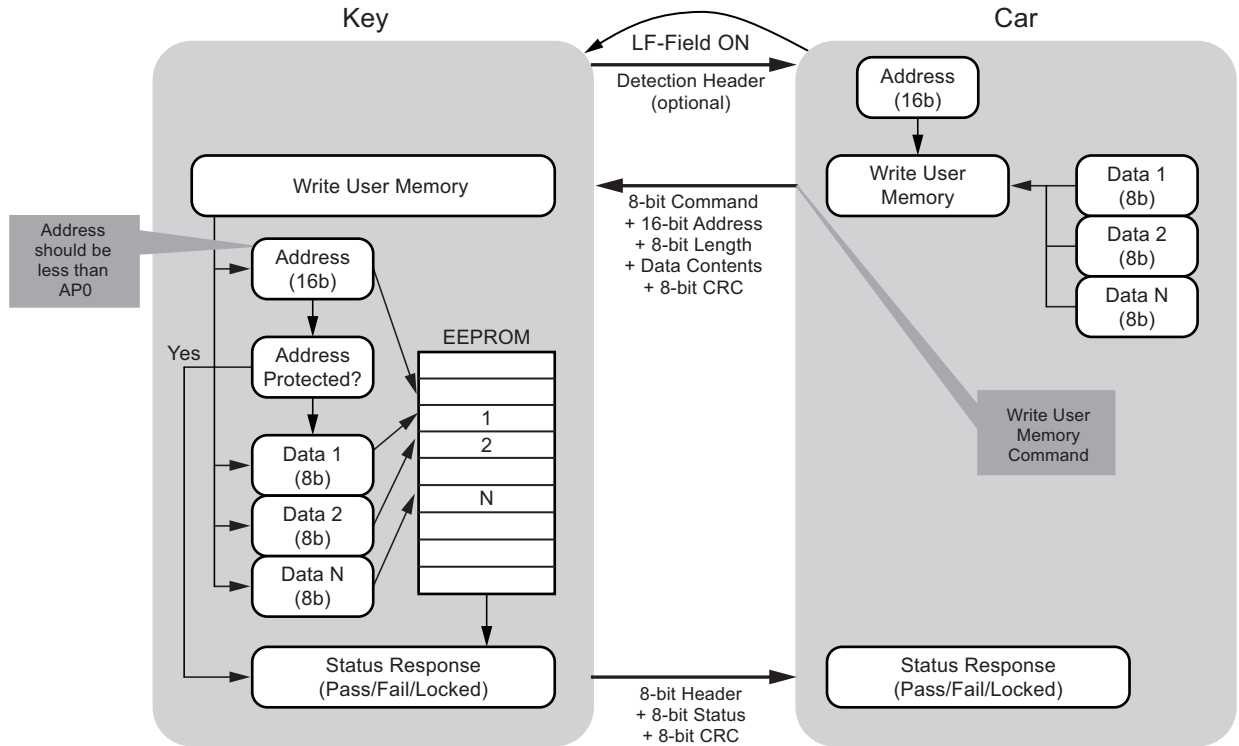 Key
Car
LF-Field ON
Detection Header
(optional)
Address
(16b)
Write User Memory
8-bit Command
+ 16-bit Address
+ 8-bit Length
+ Data Contents
+ 8-bit CRC
Write User
Memory
Data 1
(8b)
Data 2
(8b)
Data N
(8b)
Address
should be
less than
AP0
Address
(16b)
Yes
Address
Protected?
EEPROM
1
2
N
Data 1
(8b)
Data 2
(8b)
Data N
(8b)
Write User
Memory
Command
Status Response
(Pass/Fail/Locked)
8-bit Header
+ 8-bit Status
+ 8-bit CRC
Status Response
(Pass/Fail/Locked)